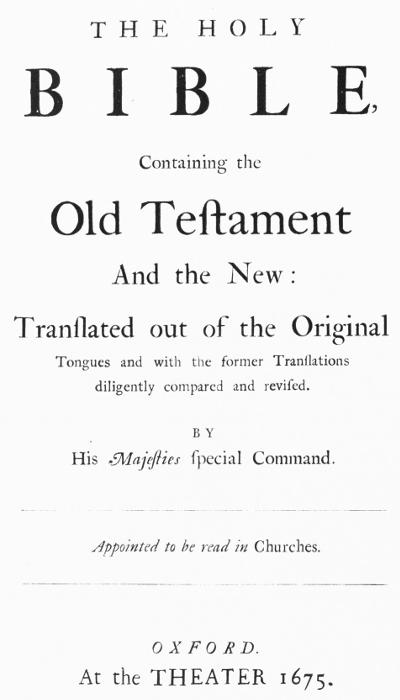 THE HOLY
BIBLE,
Containing the
Old Teſtament
And the New:
Tranſlated out of the Original
Tongues and with the former Tranſlations
diligently compared and reviſed.
BY
His Majeſties ſpecial Command.
Appointed to be read in Churches.
OXFORD.
At the THEATER 1675.